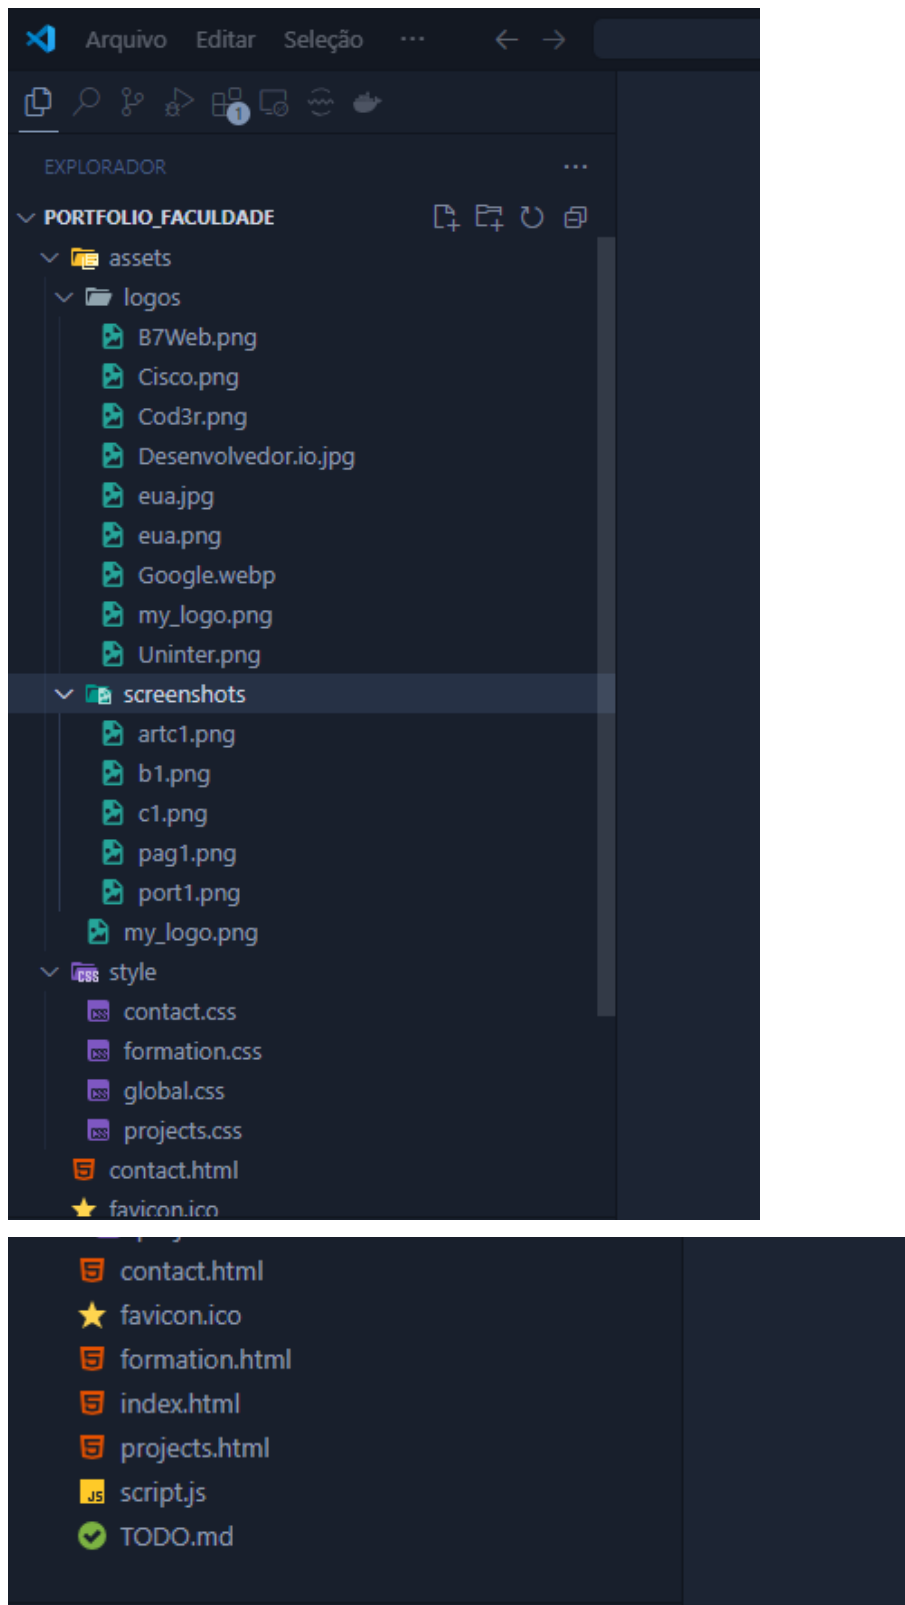 Arquivo Editar Seleção ···
1
EXPLORADOR ···
PORTFOLIO_FACULDADE
assets
logos
B7Web.png
Cisco.png
Cod3r.png
Desenvolvedor.io.jpg
eua.jpg
eua.png
Google.webp
my_logo.png
Uninter.png
screenshots
artc1.png
b1.png
c1.png
pag1.png
port1.png
my_logo.png
style
contact.css
formation.css
global.css
projects.css
contact.html
favicon.ico
contact.html
favicon.ico
formation.html
index.html
projects.html
script.js
TODO.md